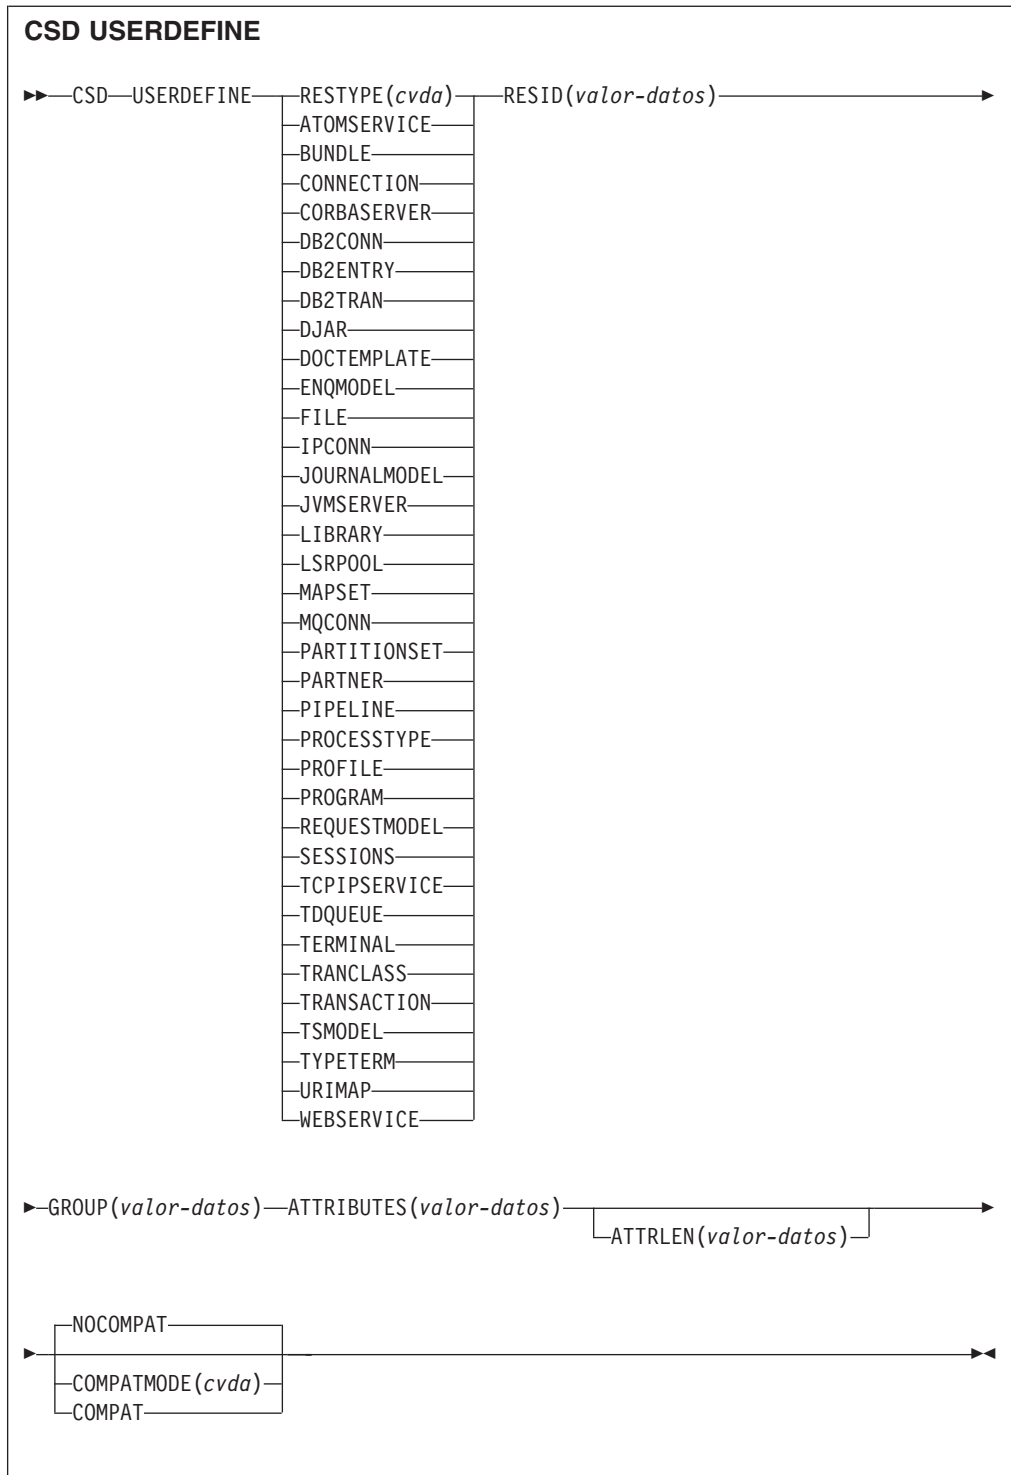 CSD USERDEFINE
CSD USERDEFINE RESTYPE(cvda) RESID(valor-datos)
ATOMSERVICE
BUNDLE
CONNECTION
CORBASERVER
DB2CONN
DB2ENTRY
DB2TRAN
DJAR
DOCTEMPLATE
ENQMODEL
FILE
IPCONN
JOURNALMODEL
JVMSERVER
LIBRARY
LSRPOOL
MAPSET
MQCONN
PARTITIONSET
PARTNER
PIPELINE
PROCESSTYPE
PROFILE
PROGRAM
REQUESTMODEL
SESSIONS
TCPIPSERVICE
TDQUEUE
TERMINAL
TRANCLASS
TRANSACTION
TSMODEL
TYPETERM
URIMAP
WEBSERVICE
GROUP(valor-datos) ATTRIBUTES(valor-datos)
ATTRLEN(valor-datos)
NOCOMPAT
COMPATMODE(cvda)
COMPAT